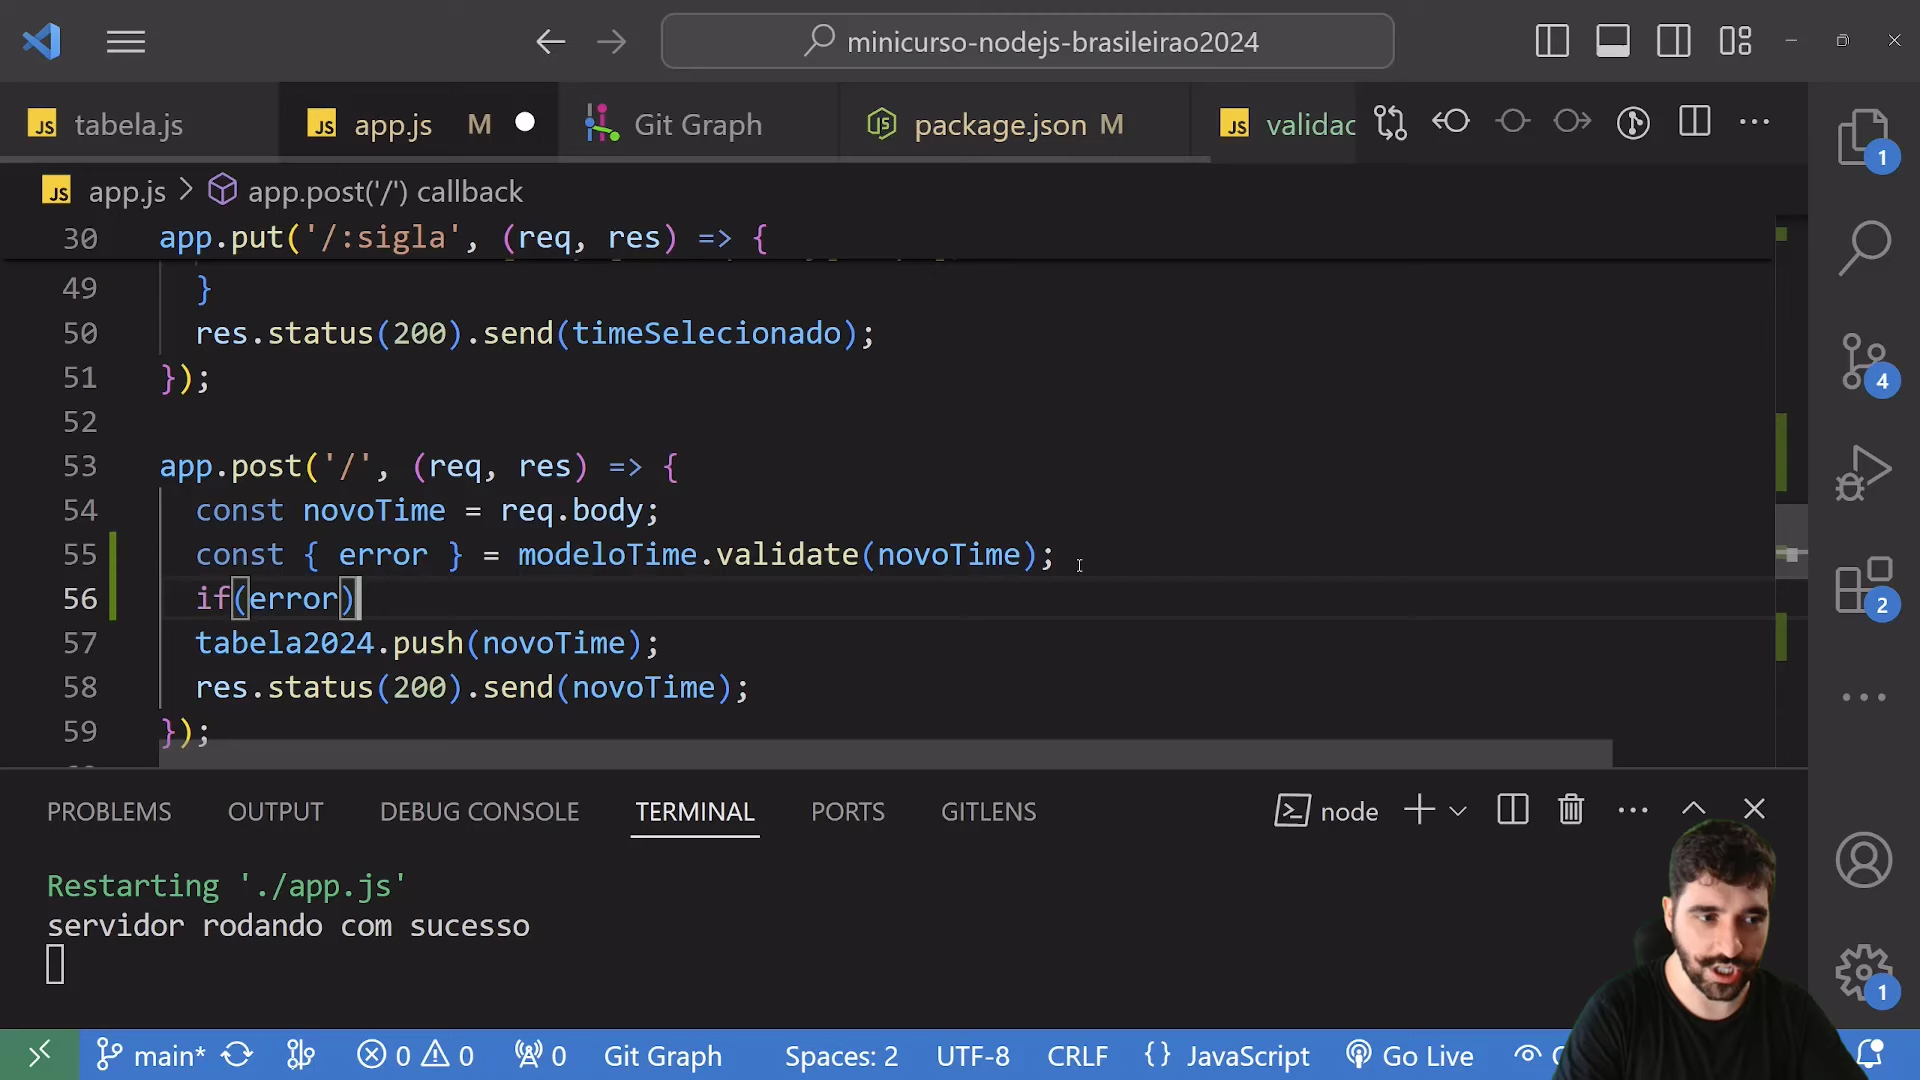 minicurso-nodejs-brasileirao2024
JS tabela.js
JS app.js M
Git Graph
JS package.json M
JS validac
JS app.js > app.post('/') callback
30 app.put('/:sigla', (req, res) => {
49 }
50 res.status(200).send(timeSelecionado);
51 });
52
53 app.post('/', (req, res) => {
54 const novoTime = req.body;
55 const { error } = modeloTime.validate(novoTime);
56 if(error)
57 tabela2024.push(novoTime);
58 res.status(200).send(novoTime);
59 });
1
4
2
1
PROBLEMS OUTPUT DEBUG CONSOLE TERMINAL PORTS GITLENS node
Restarting './app.js'
servidor rodando com sucesso
main* 0 0 0 Git Graph Spaces: 2 UTF-8 CRLF {} JavaScript Go Live